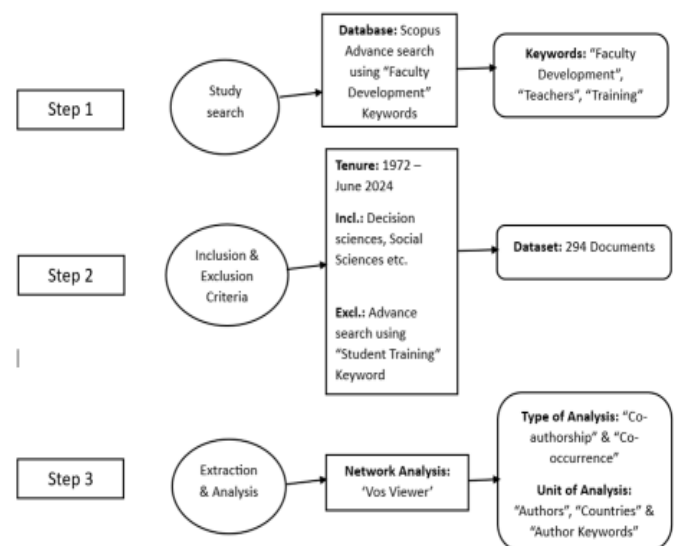 Step 1
Study
search
Database: Scopus
Advance search
using "Faculty
Development"
Keywords
Keywords: "Faculty
Development",
"Teachers", "Training"
Step 2
Inclusion &
Exclusion
Criteria
Tenure: 1972 –
June 2024
Incl.: Decision
sciences, Social
Sciences etc.
Excl.: Advance
search using
"Student Training"
Keyword
Dataset: 294 Documents
Step 3
Extraction
& Analysis
Network Analysis:
'Vos Viewer'
Type of Analysis: "Co-
authorship" & "Co-
occurrence"
Unit of Analysis:
"Authors", "Countries" &
"Author Keywords"